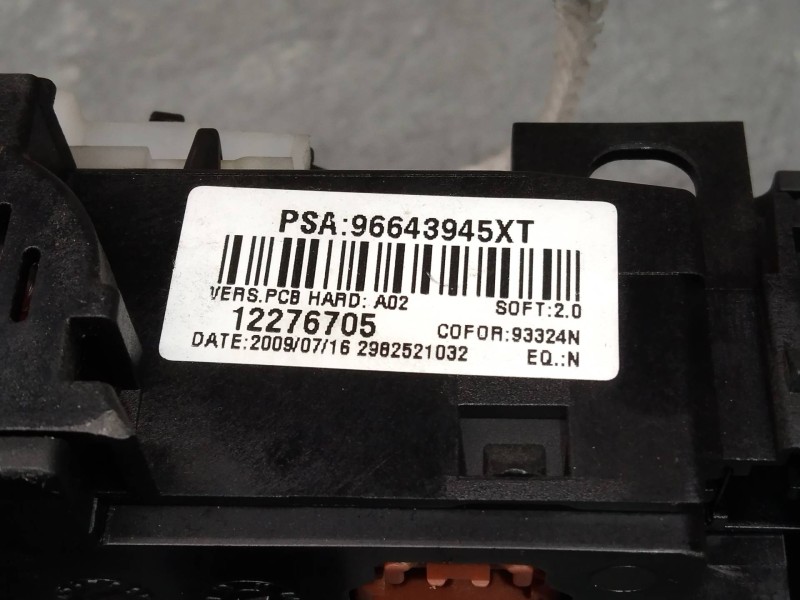 PSA:96643945XT
VERS.PCB HARD: A02 SOFT:2.0
12276705 COFOR:93324N
DATE:2009/07/16 2982521032 EQ.:N